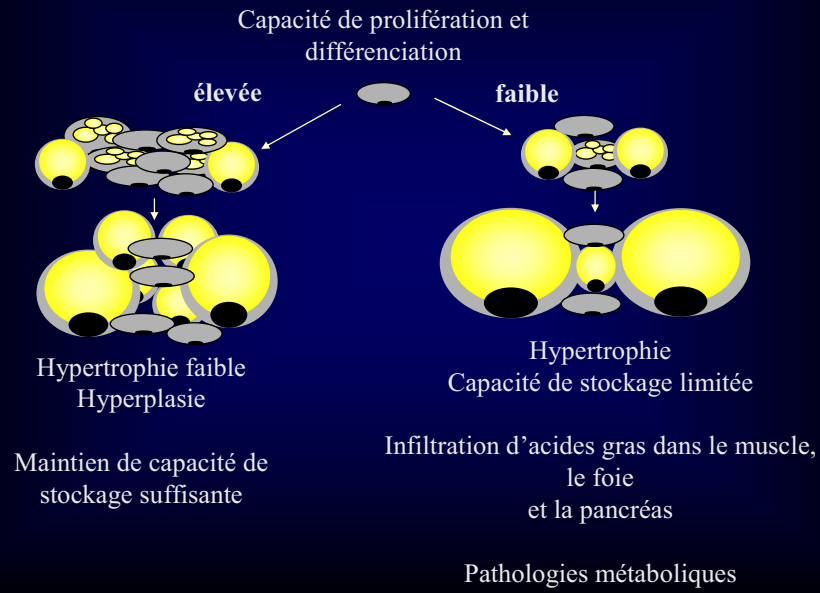 Capacité de prolifération et
différenciation
élevée
faible
Hypertrophie faible
Hyperplasie
Maintien de capacité de
stockage suffisante
Hypertrophie
Capacité de stockage limitée
Infiltration d’acides gras dans le muscle,
le foie
et la pancréas
Pathologies métaboliques